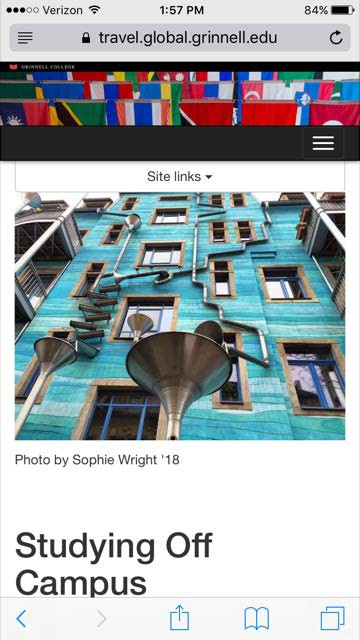 Verizon 1:57 PM 84%
travel.global.grinnell.edu
GRINNELL COLLEGE
Site links
Photo by Sophie Wright '18
Studying Off
Campus